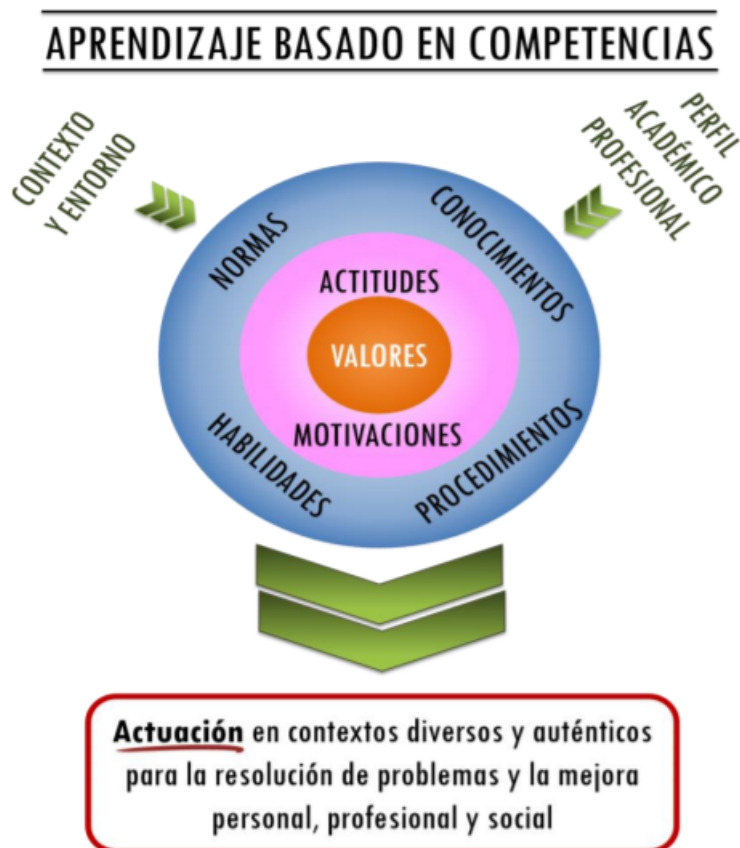 APRENDIZAJE BASADO EN COMPETENCIAS
CONTEXTO
Y ENTORNO
PERFIL
ACADÉMICO
PROFESIONAL
NORMAS
CONOCIMIENTOS
ACTITUDES
VALORES
MOTIVACIONES
HABILIDADES
PROCEDIMIENTOS
Actuación en contextos diversos y auténticos
para la resolución de problemas y la mejora
personal, profesional y social